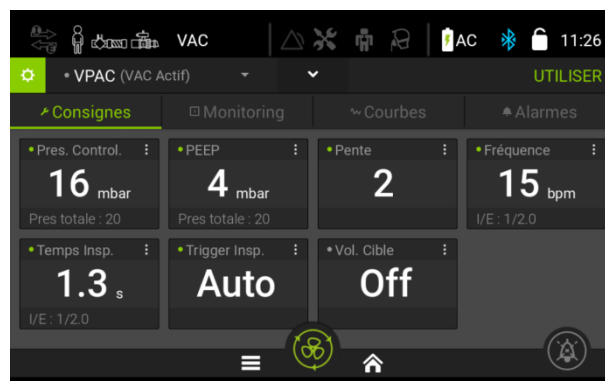 VAC AC 11:26
• VPAC (VAC Actif) UTILISER
Consignes Monitoring Courbes Alarmes
• Pres. Control. • PEEP • Pente • Fréquence
16 mbar 4 mbar 2 15 bpm
Pres totale : 20 Pres totale : 20 I/E : 1/2.0
• Temps Insp. • Trigger Insp. • Vol. Cible
1.3 s Auto Off
I/E : 1/2.0